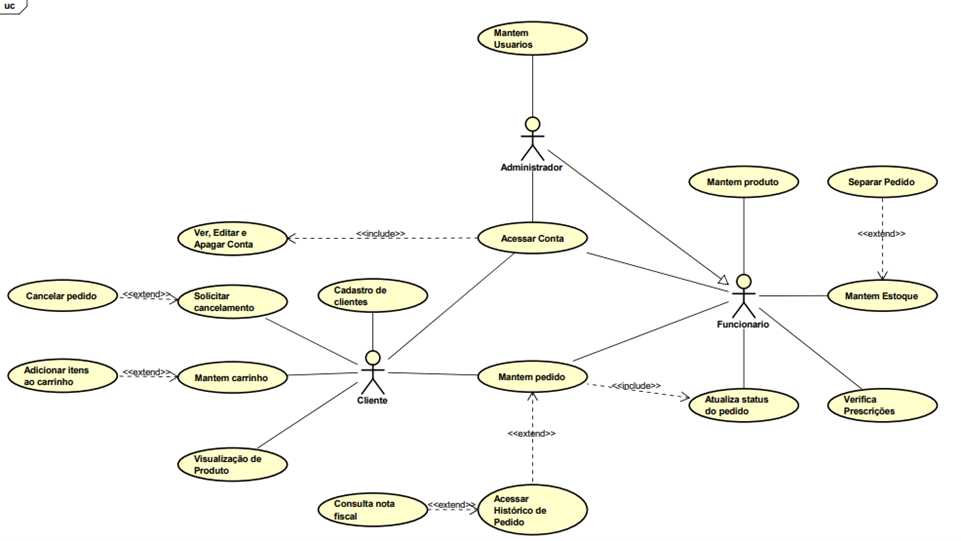 uc
Mantem
Usuarios
Administrador
Mantem produto
Separar Pedido
Ver, Editar e
Apagar Conta
<<include>>
Acessar Conta
<<extend>>
Cancelar pedido
<<extend>>
Solicitar
cancelamento
Cadastro de
clientes
Mantem Estoque
Funcionario
Adicionar itens
ao carrinho
<<extend>>
Mantem carrinho
Cliente
Mantem pedido
<<include>>
Atualiza status
do pedido
Verifica
Prescrições
<<extend>>
Visualização de
Produto
Consulta nota
fiscal
<<extend>>
Acessar
Histórico de
Pedido